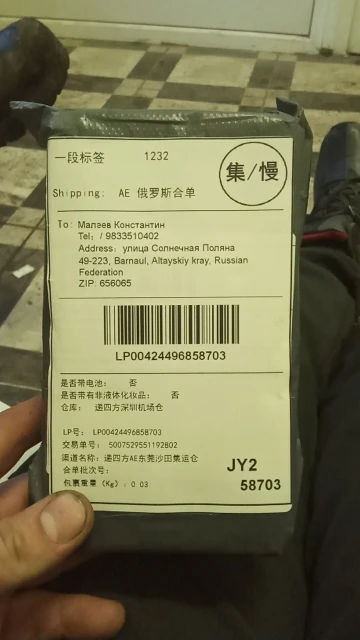 一段标签 1232
集/慢
Shipping: AE 俄罗斯合单
To: Малаев Константин
Tel: / 9833510402
Address: улица Солнечная Поляна
49-223, Barnaul, Altayskiy kray, Russian
Federation
ZIP: 656065
LP00424496858703
是否带电池: 否
是否带有非液体化妆品: 否
仓库: 递四方深圳机场仓
LP号: LP00424496858703
交易单号: 5007529551192802
渠道名称: 递四方AE东莞沙田集运仓
合单批次号:
包裹重量 (Kg): 0.03
JY2
58703